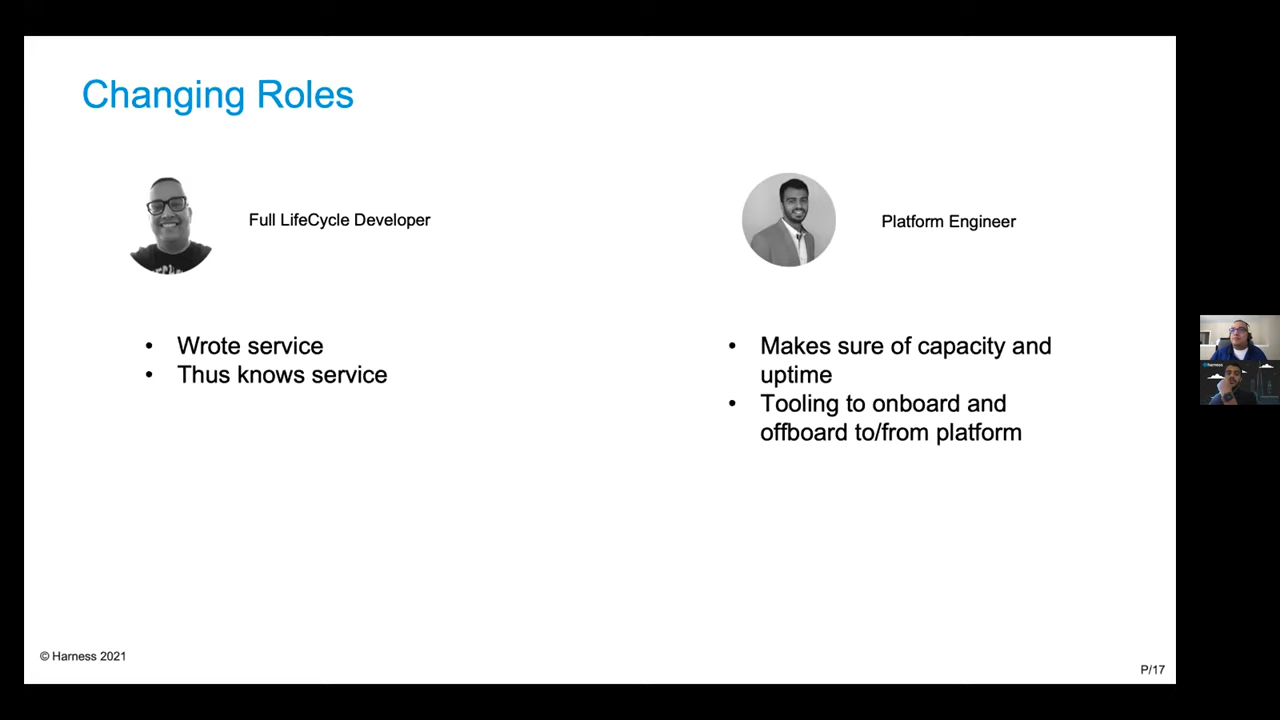 Changing Roles
Full LifeCycle Developer
Platform Engineer
• Wrote service
• Thus knows service
• Makes sure of capacity and
uptime
• Tooling to onboard and
offboard to/from platform
harness
© Harness 2021
P/17